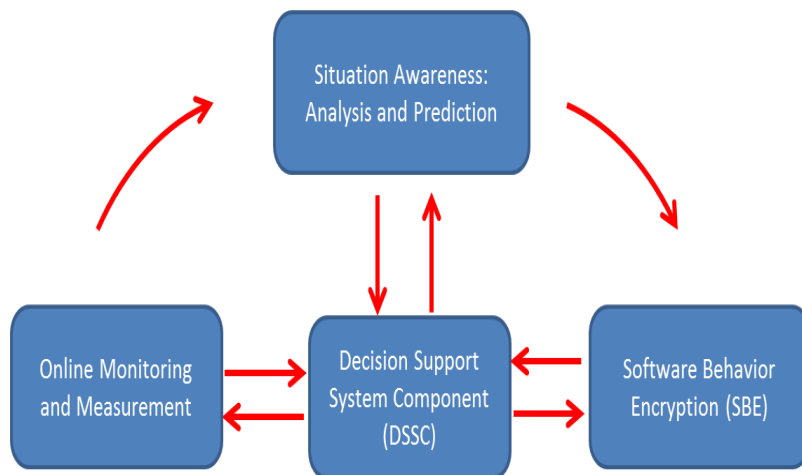 Situation Awareness:
Analysis and Prediction
Online Monitoring
and Measurement
Decision Support
System Component
(DSSC)
Software Behavior
Encryption (SBE)